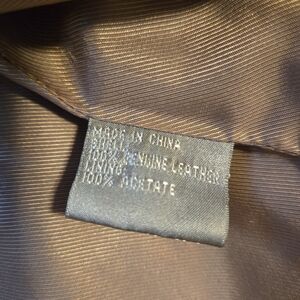 MADE IN CHINA
SHELL:
100% GENUINE LEATHER
LINING:
100% ACETATE